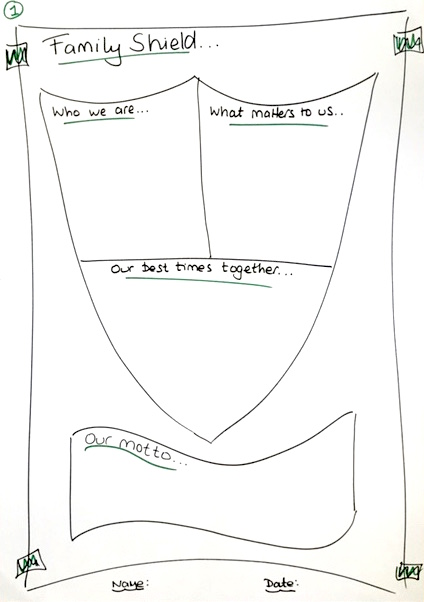 1
Family Shield...
Who we are...
What matters to us..
Our best times together...
Our motto...
Name:
Date: